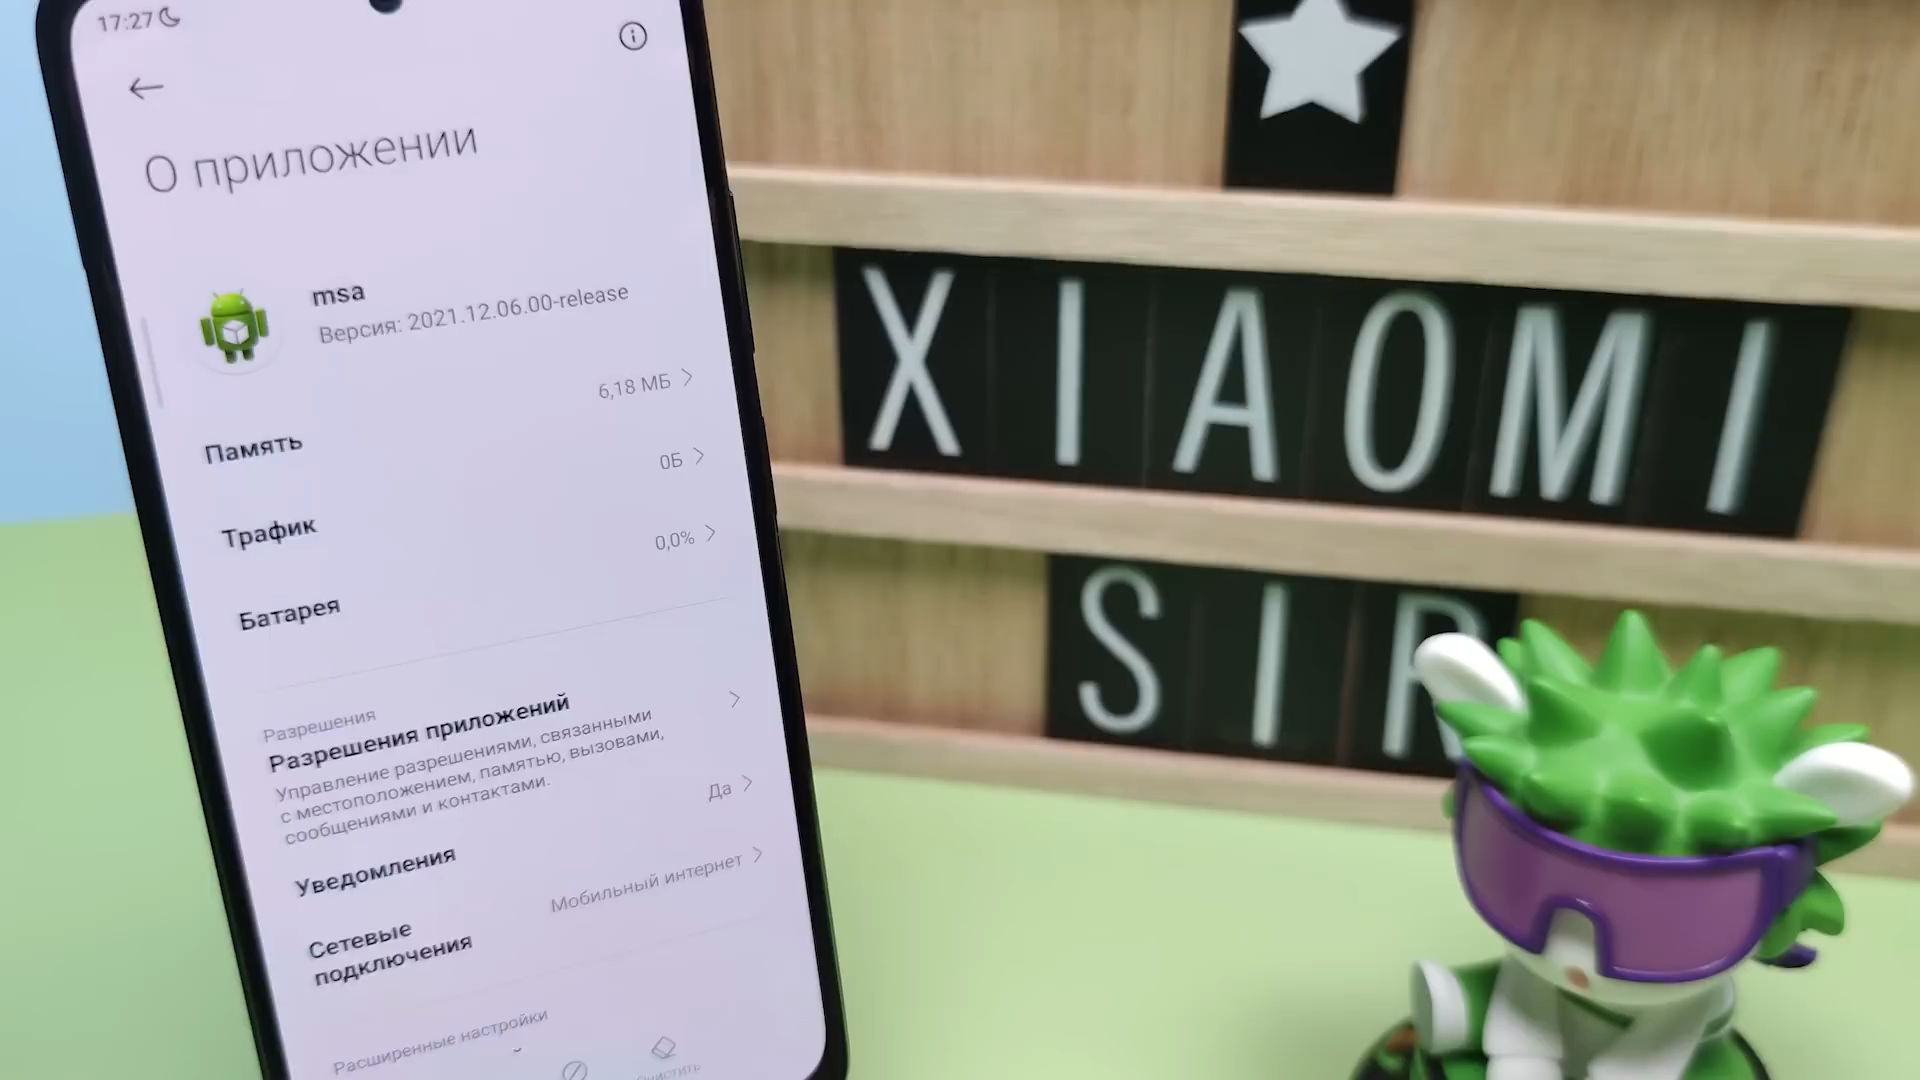 17:27
О приложении
msa
Версия: 2021.12.06.00-release
6,18 МБ
Память
0Б
Трафик
0,0%
Батарея
Разрешения
Разрешения приложений
Управление разрешениями, связанными
с местоположением, памятью, вызовами,
сообщениями и контактами.
Да
Уведомления
Мобильный интернет
Сетевые
подключения
Расширенные настройки
Очистить
XIAOMI
SIR